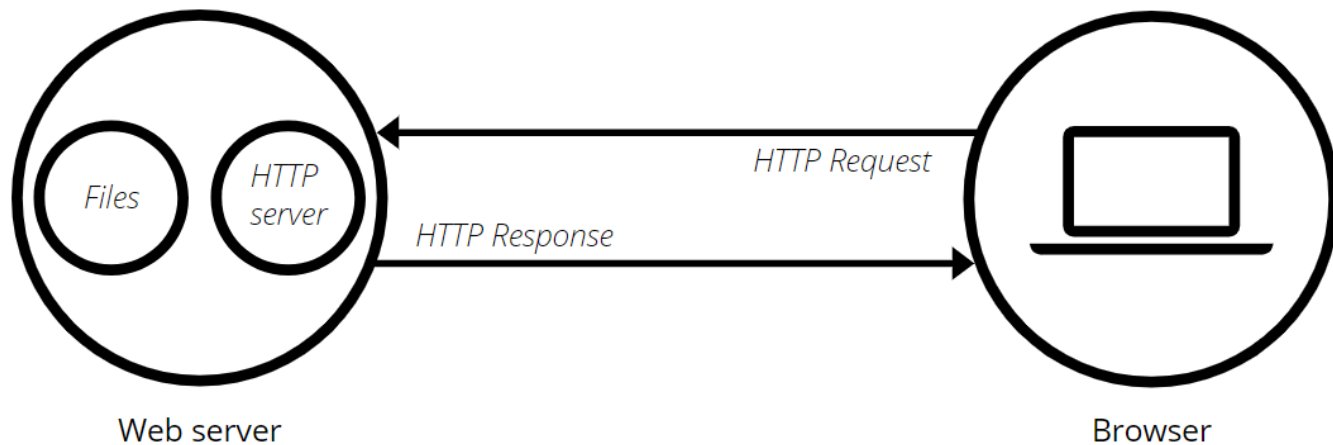 Files
HTTP
server
HTTP Request
HTTP Response
Web server
Browser